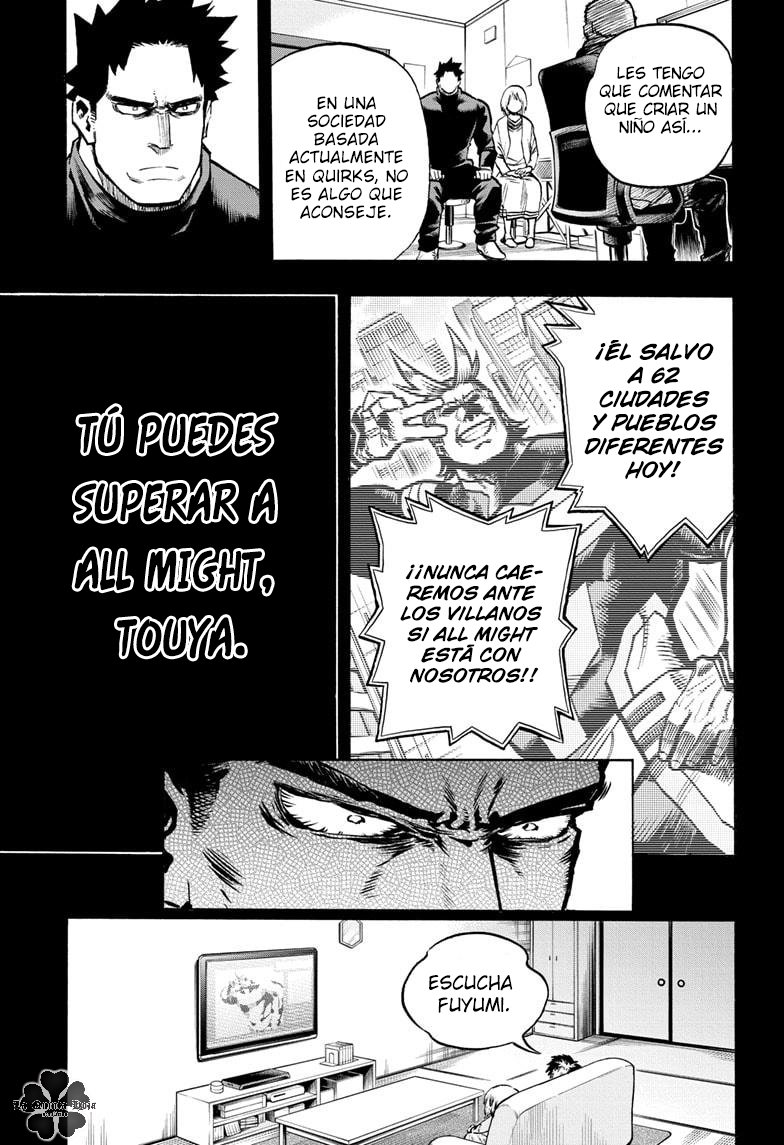 LES TENGO
QUE COMENTAR
QUE CRIAR UN
NIÑO ASÍ...
EN UNA
SOCIEDAD
BASADA
ACTUALMENTE
EN QUIRKS, NO
ES ALGO QUE
ACONSEJE.
¡ÉL SALVO
A 62
CIUDADES
Y PUEBLOS
DIFERENTES
HOY!
¡¡NUNCA CAE-
REMOS ANTE
LOS VILLANOS
SI ALL MIGHT
ESTÁ CON
NOSOTROS!!
TÚ PUEDES
SUPERAR A
ALL MIGHT,
TOUYA.
ESCUCHA
FUYUMI.